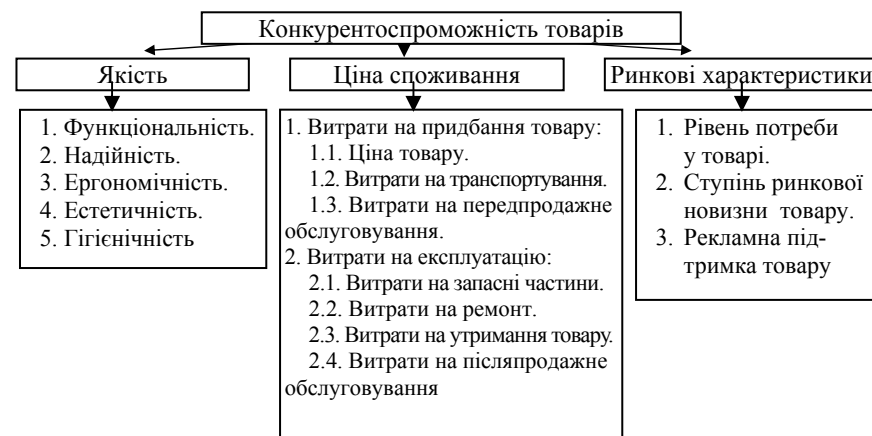 Конкурентоспроможність товарів
Якість
Ціна споживання
Ринкові характеристики
1. Функціональність.
2. Надійність.
3. Ергономічність.
4. Естетичність.
5. Гігієнічність
1. Витрати на придбання товару:
1.1. Ціна товару.
1.2. Витрати на транспортування.
1.3. Витрати на передпродажне
обслуговування.
2. Витрати на експлуатацію:
2.1. Витрати на запасні частини.
2.2. Витрати на ремонт.
2.3. Витрати на утримання товару.
2.4. Витрати на післяпродажне
обслуговування
1. Рівень потреби
у товарі.
2. Ступінь ринкової
новизни товару.
3. Рекламна під-
тримка товару